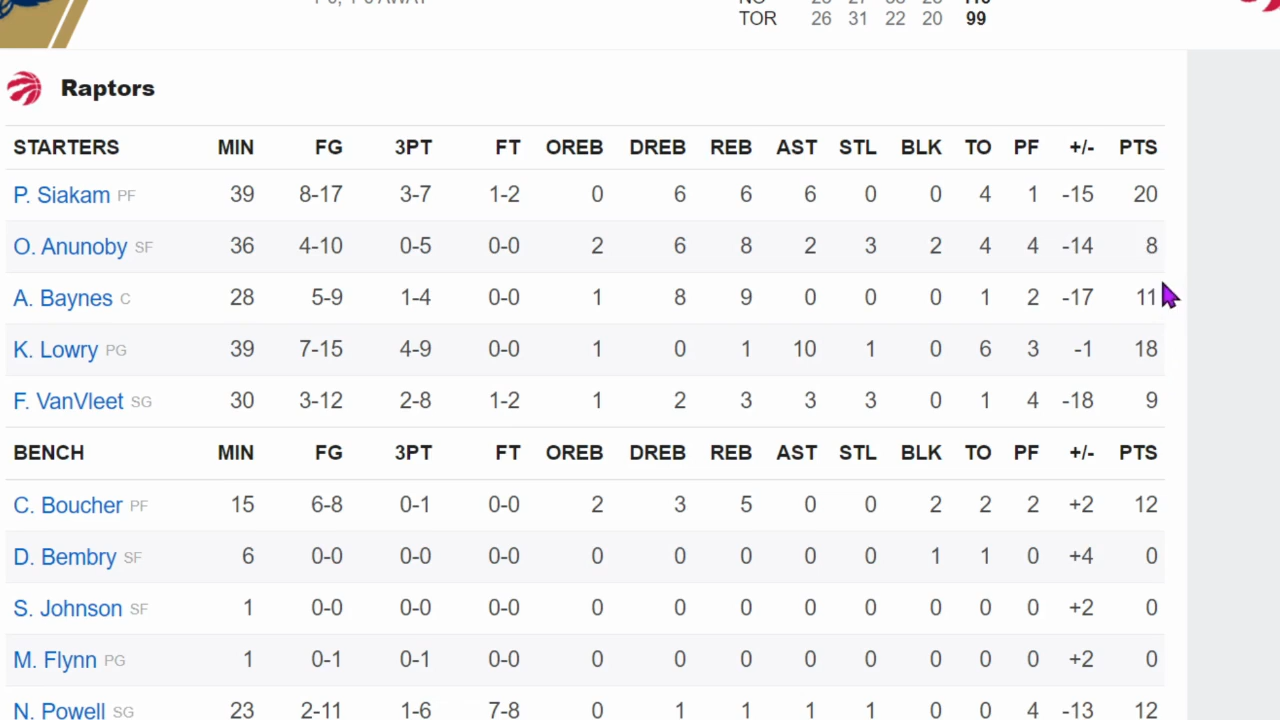 TOR 26 31 22 20 99
Raptors
STARTERS MIN FG 3PT FT OREB DREB REB AST STL BLK TO PF +/- PTS
P. Siakam PF 39 8-17 3-7 1-2 0 6 6 6 0 0 4 1 -15 20
O. Anunoby SF 36 4-10 0-5 0-0 2 6 8 2 3 2 4 4 -14 8
A. Baynes C 28 5-9 1-4 0-0 1 8 9 0 0 0 1 2 -17 11
K. Lowry PG 39 7-15 4-9 0-0 1 0 1 10 1 0 6 3 -1 18
F. VanVleet SG 30 3-12 2-8 1-2 1 2 3 3 3 0 1 4 -18 9
BENCH MIN FG 3PT FT OREB DREB REB AST STL BLK TO PF +/- PTS
C. Boucher PF 15 6-8 0-1 0-0 2 3 5 0 0 2 2 2 +2 12
D. Bembry SF 6 0-0 0-0 0-0 0 0 0 0 0 1 1 0 +4 0
S. Johnson SF 1 0-0 0-0 0-0 0 0 0 0 0 0 0 0 +2 0
M. Flynn PG 1 0-1 0-1 0-0 0 0 0 0 0 0 0 0 +2 0
N. Powell SG 23 2-11 1-6 7-8 0 1 1 1 1 0 0 4 -13 12